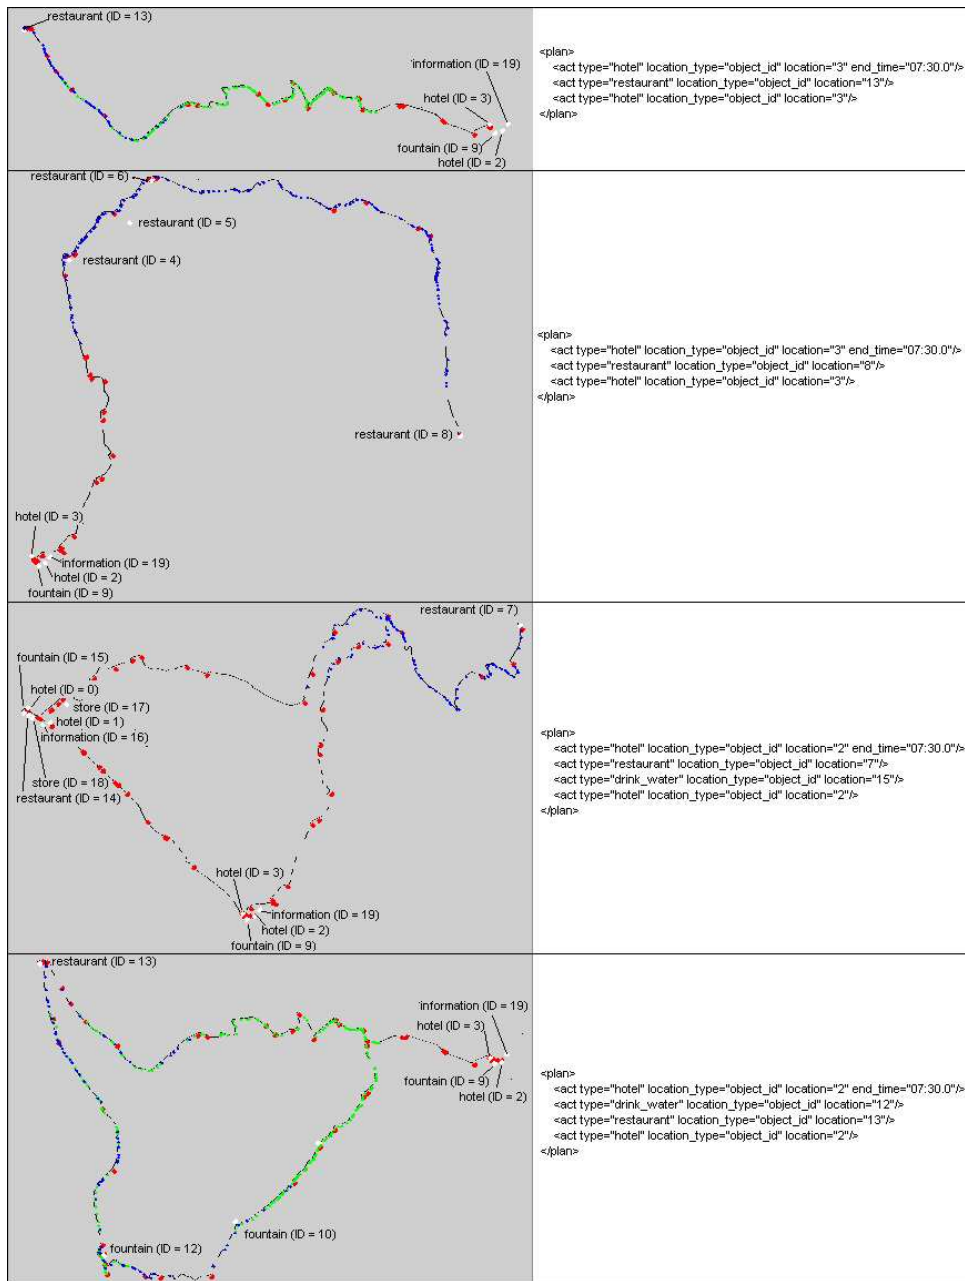 restaurant (ID = 13)
information (ID = 19)
hotel (ID = 3)
fountain (ID = 9)
hotel (ID = 2)
<plan>
<act type="hotel" location_type="object_id" location="3" end_time="07:30.0"/>
<act type="restaurant" location_type="object_id" location="13"/>
<act type="hotel" location_type="object_id" location="3"/>
</plan>
restaurant (ID = 6)
restaurant (ID = 5)
restaurant (ID = 4)
restaurant (ID = 8)
hotel (ID = 3)
information (ID = 19)
hotel (ID = 2)
fountain (ID = 9)
<plan>
<act type="hotel" location_type="object_id" location="3" end_time="07:30.0"/>
<act type="restaurant" location_type="object_id" location="8"/>
<act type="hotel" location_type="object_id" location="3"/>
</plan>
restaurant (ID = 7)
fountain (ID = 15)
hotel (ID = 0)
store (ID = 17)
hotel (ID = 1)
information (ID = 16)
store (ID = 18)
restaurant (ID = 14)
hotel (ID = 3)
information (ID = 19)
hotel (ID = 2)
fountain (ID = 9)
<plan>
<act type="hotel" location_type="object_id" location="2" end_time="07:30.0"/>
<act type="restaurant" location_type="object_id" location="7"/>
<act type="drink_water" location_type="object_id" location="15"/>
<act type="hotel" location_type="object_id" location="2"/>
</plan>
restaurant (ID = 13)
information (ID = 19)
hotel (ID = 3)
fountain (ID = 9)
hotel (ID = 2)
fountain (ID = 10)
fountain (ID = 12)
<plan>
<act type="hotel" location_type="object_id" location="2" end_time="07:30.0"/>
<act type="drink_water" location_type="object_id" location="12"/>
<act type="restaurant" location_type="object_id" location="13"/>
<act type="hotel" location_type="object_id" location="2"/>
</plan>